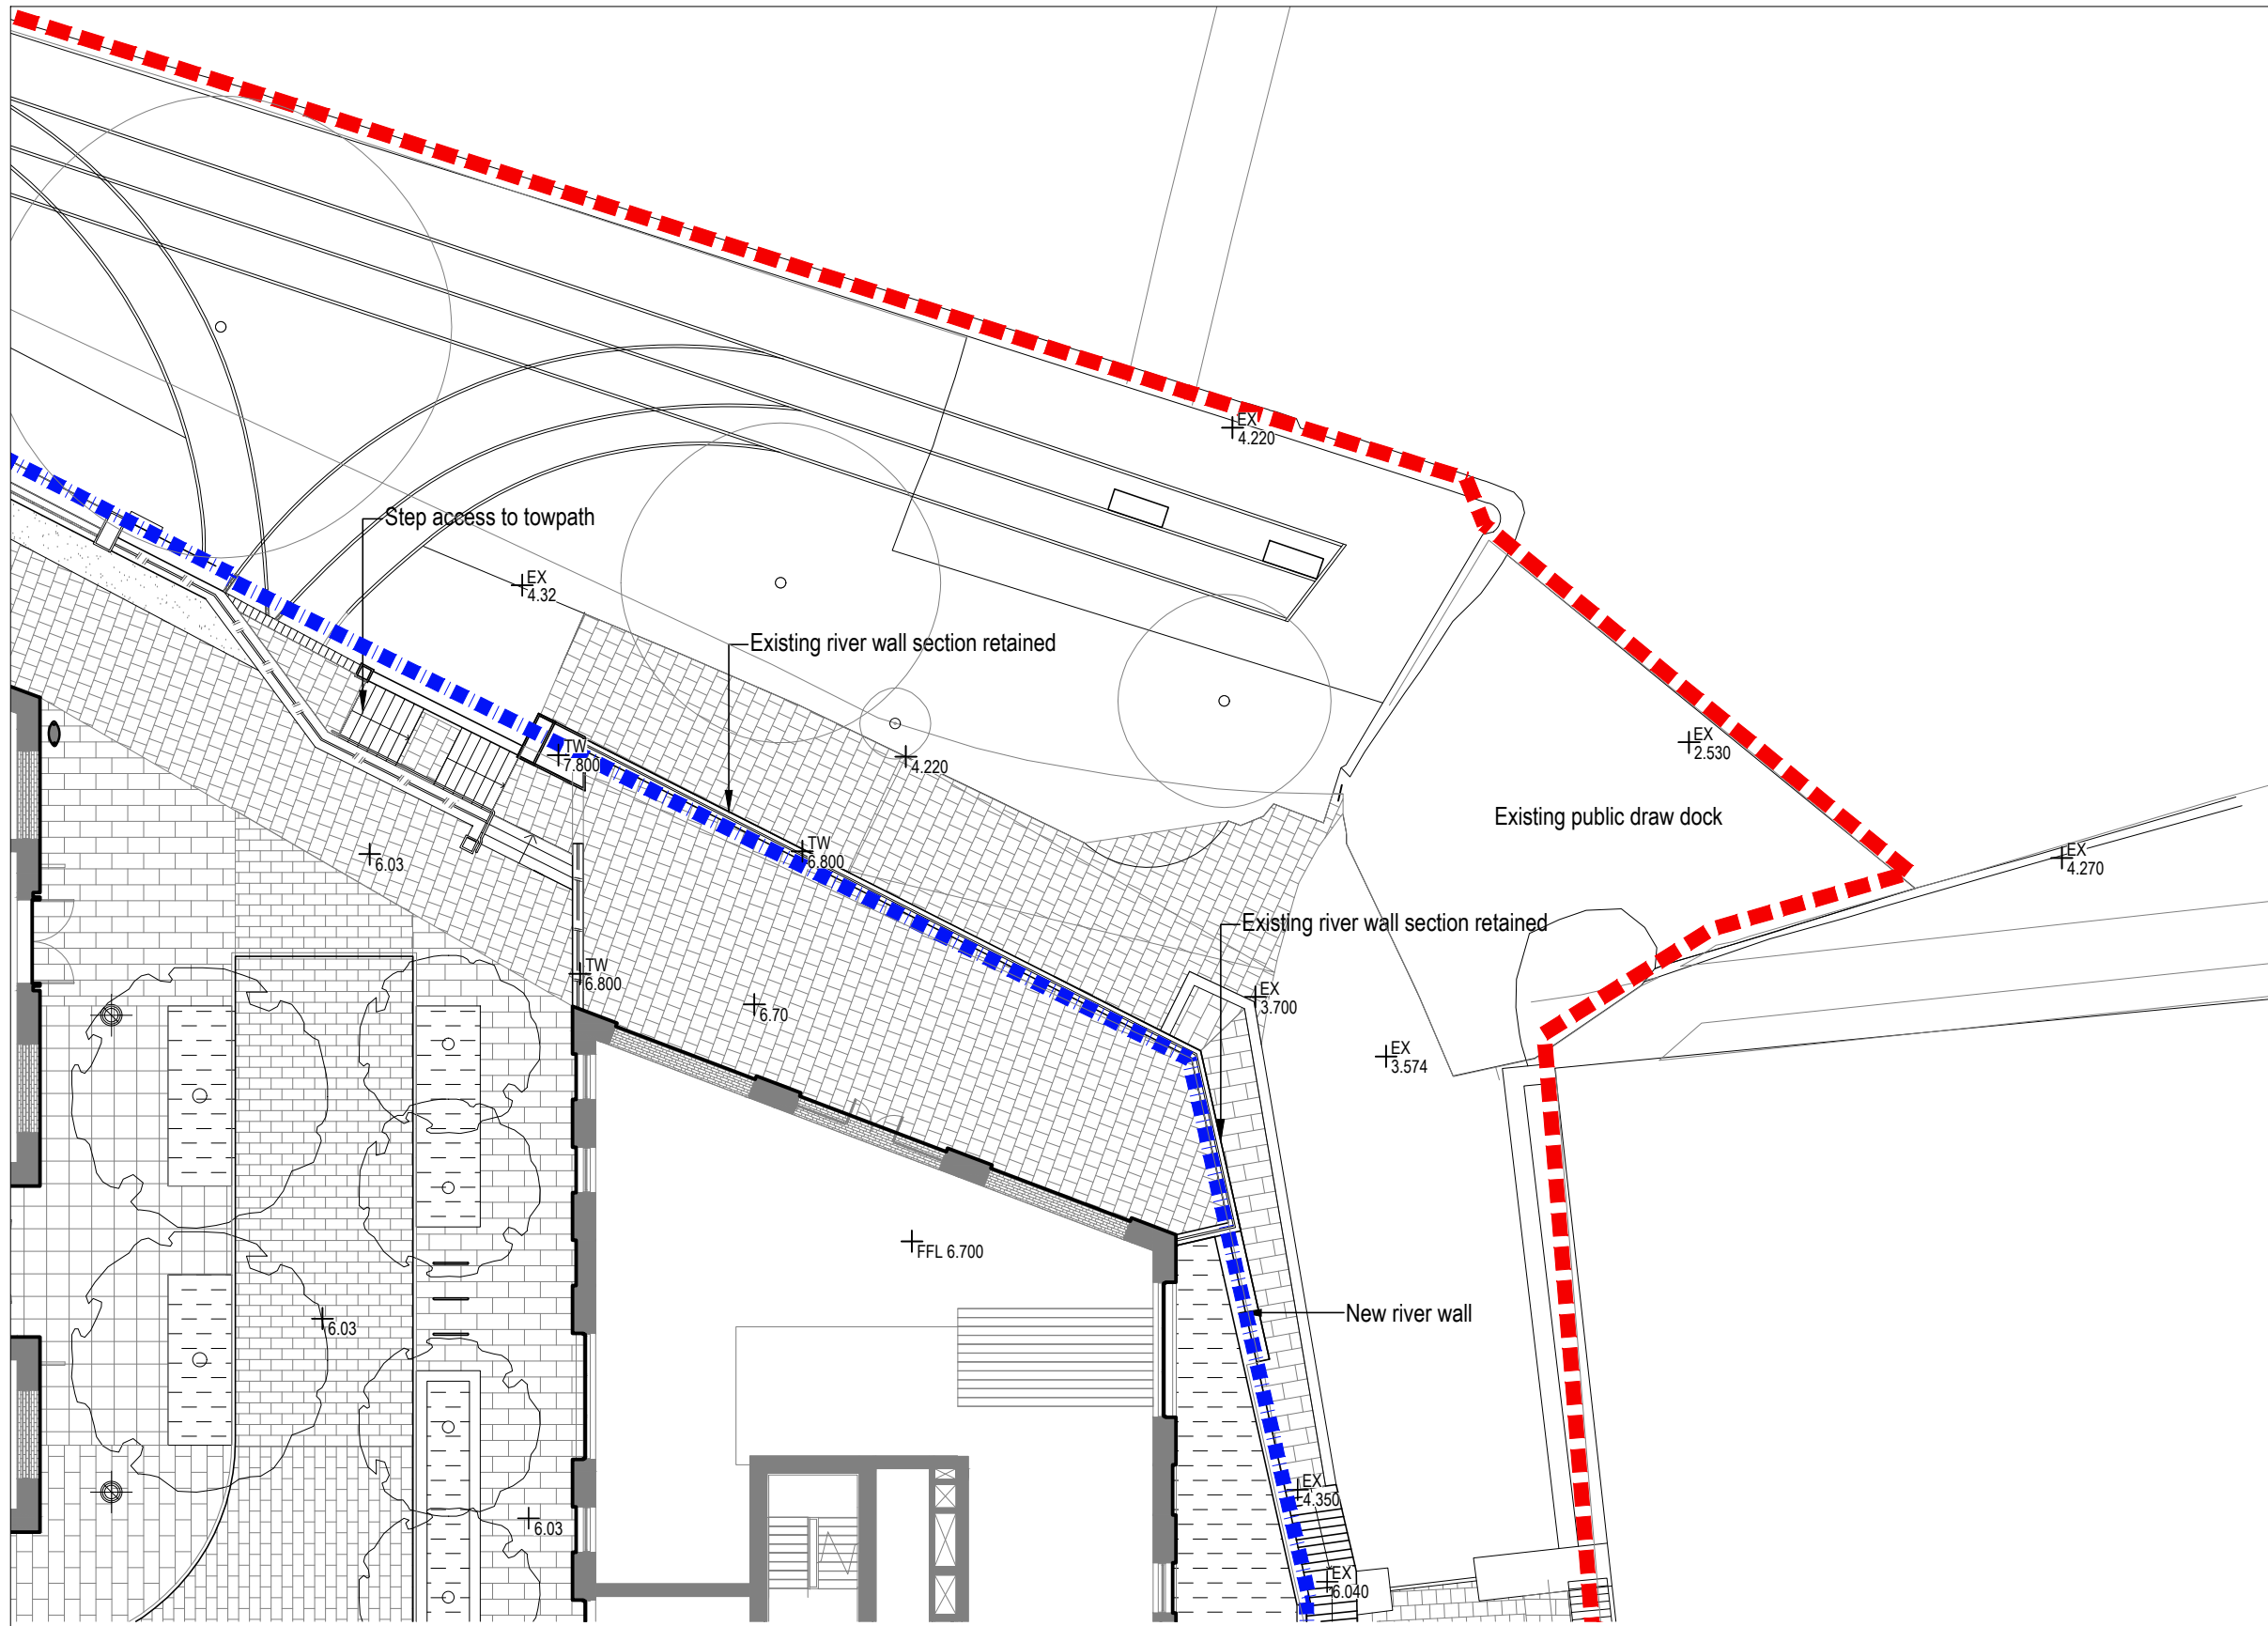 EX
4.220
Step access to towpath
EX
4.32
Existing river wall section retained
EX
2.530
TW
7.800
4.220
Existing public draw dock
TW
6.800
6.03
EX
4.270
Existing river wall section retained
TW
6.800
EX
3.700
6.70
EX
3.574
FFL 6.700
New river wall
6.03
EX
4.350
6.03
EX
6.040